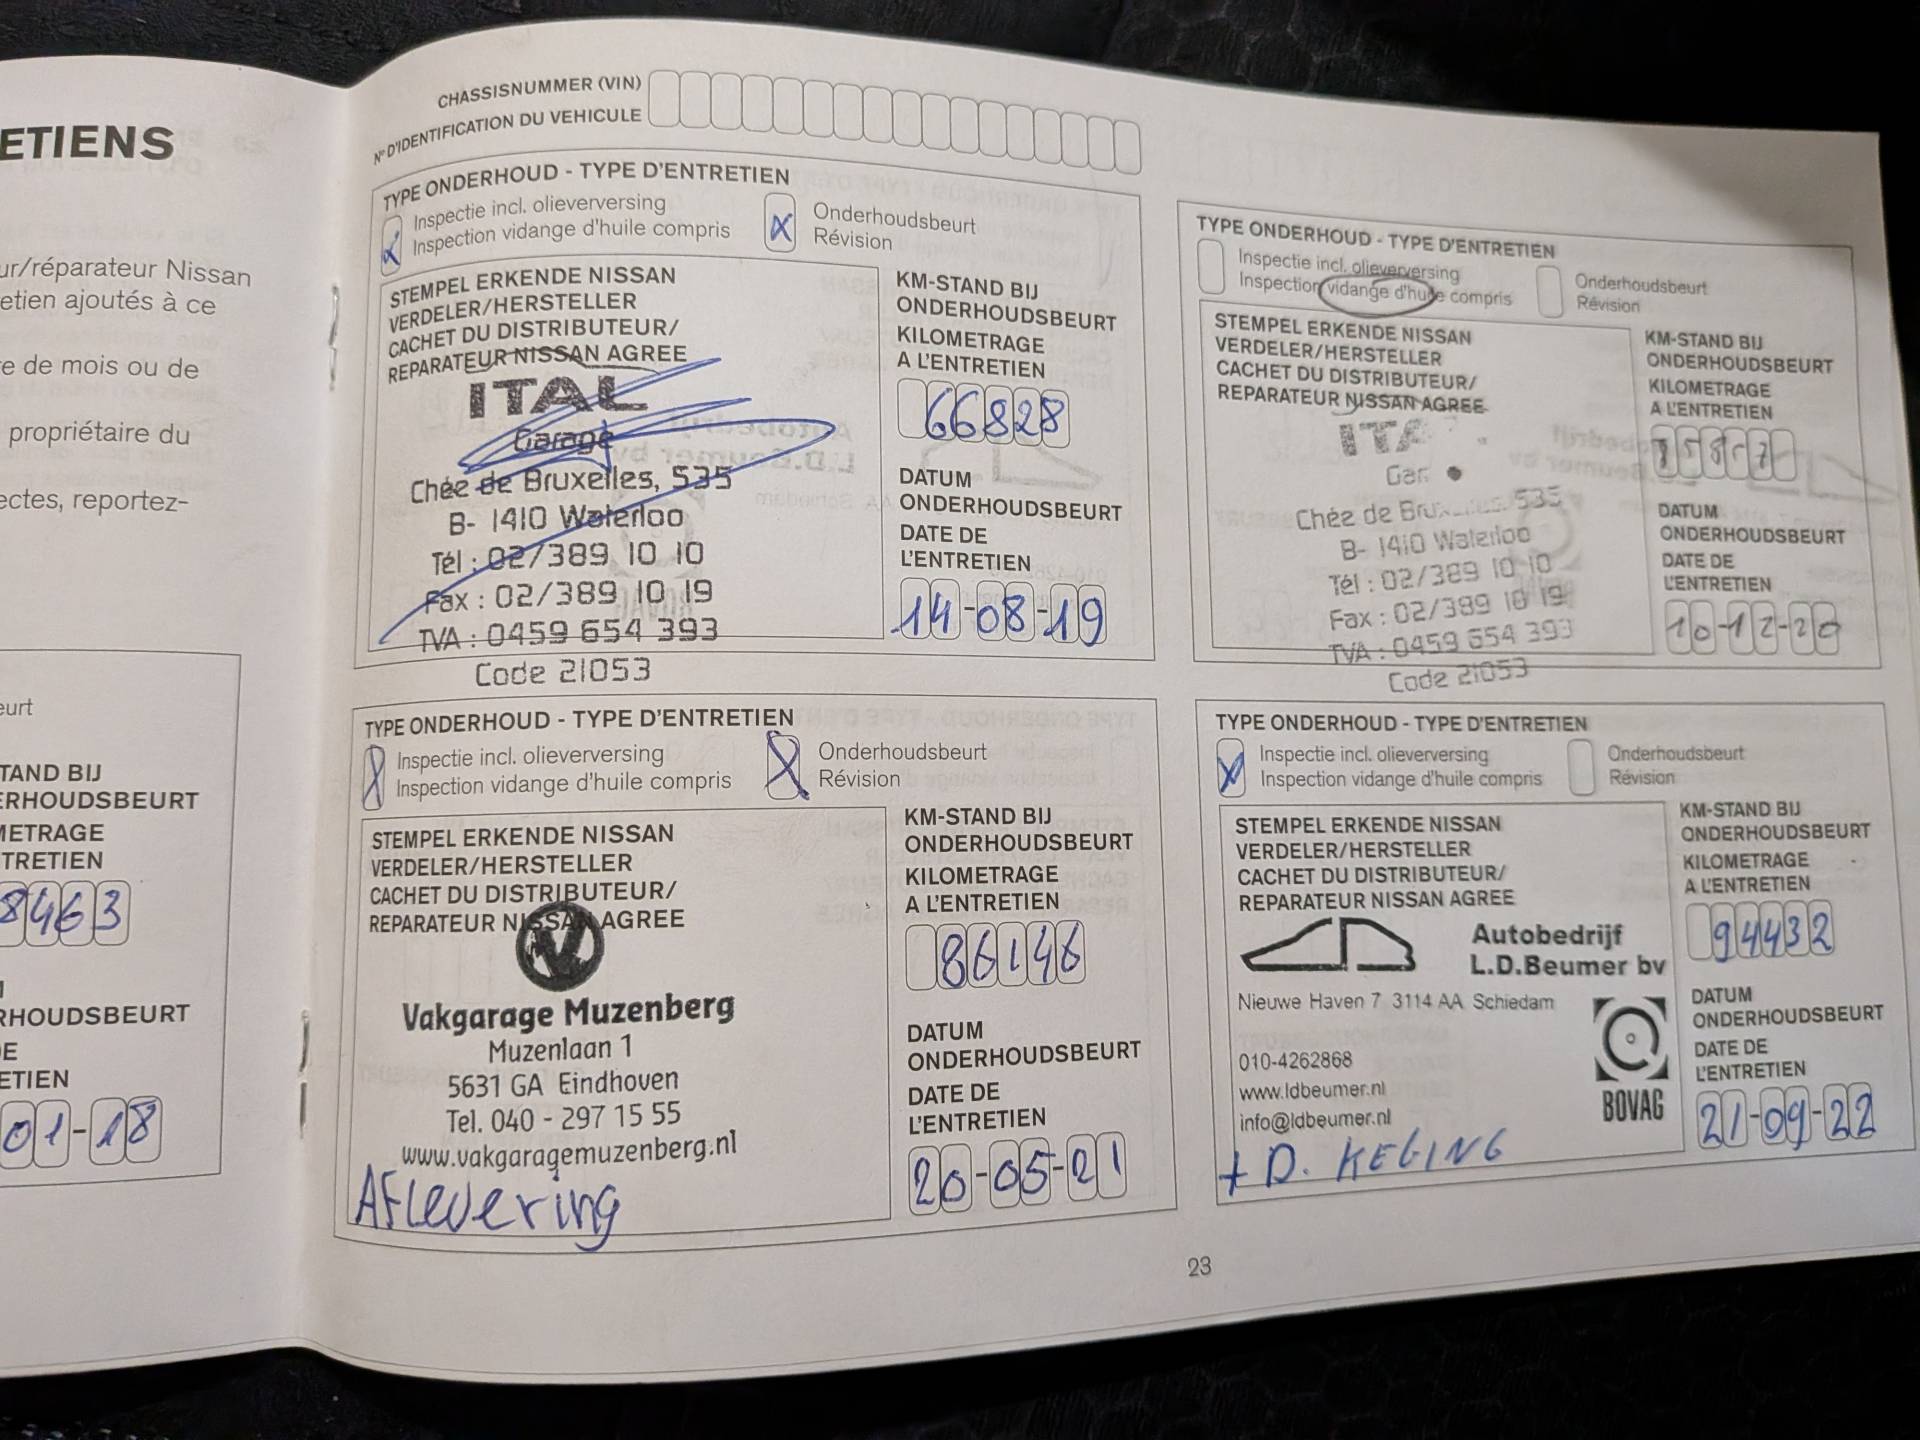 ETIENS
ur/réparateur Nissan
etien ajoutés à ce
e de mois ou de
propriétaire du
ectes, reportez-
eurt
TAND BIJ
ERHOUDSBEURT
METRAGE
TRETIEN
8463
RHOUDSBEURT
E
ETIEN
01-18
CHASSISNUMMER (VIN)
N° D'IDENTIFICATION DU VEHICULE
TYPE ONDERHOUD - TYPE D'ENTRETIEN
Inspectie incl. olieverversing
Inspection vidange d'huile compris
Onderhoudsbeurt
Révision
STEMPEL ERKENDE NISSAN
VERDELER/HERSTELLER
CACHET DU DISTRIBUTEUR/
REPARATEUR NISSAN AGREE
ITAL
Garage
Chée de Bruxelles, 535
B- 1410 Waterloo
Tél : 02/389 10 10
Fax : 02/389 10 19
TVA : 0459 654 393
Code 21053
KM-STAND BIJ
ONDERHOUDSBEURT
KILOMETRAGE
A L'ENTRETIEN
66828
DATUM
ONDERHOUDSBEURT
DATE DE
L'ENTRETIEN
14-08-19
TYPE ONDERHOUD - TYPE D'ENTRETIEN
Inspectie incl. olieverversing
Inspection vidange d'huile compris
Onderhoudsbeurt
Révision
STEMPEL ERKENDE NISSAN
VERDELER/HERSTELLER
CACHET DU DISTRIBUTEUR/
REPARATEUR NISSAN AGREE
Chée de 535
B- 1410 Waterloo
Tél : 02/389 10 10
Fax : 02/389 10 19
TVA : 0459 654 393
Code 21053
KM-STAND BIJ
ONDERHOUDSBEURT
KILOMETRAGE
A L'ENTRETIEN
DATUM
ONDERHOUDSBEURT
DATE DE
L'ENTRETIEN
10-12-20
TYPE ONDERHOUD - TYPE D'ENTRETIEN
Inspectie incl. olieverversing
Inspection vidange d'huile compris
Onderhoudsbeurt
Révision
STEMPEL ERKENDE NISSAN
VERDELER/HERSTELLER
CACHET DU DISTRIBUTEUR/
REPARATEUR NISSAN AGREE
Vakgarage Muzenberg
Muzenlaan 1
5631 GA Eindhoven
Tel. 040 - 297 15 55
www.vakgaragemuzenberg.nl
Aflevering
KM-STAND BIJ
ONDERHOUDSBEURT
KILOMETRAGE
A L'ENTRETIEN
86146
DATUM
ONDERHOUDSBEURT
DATE DE
L'ENTRETIEN
20-05-21
TYPE ONDERHOUD - TYPE D'ENTRETIEN
Inspectie incl. olieverversing
Inspection vidange d'huile compris
Onderhoudsbeurt
Révision
STEMPEL ERKENDE NISSAN
VERDELER/HERSTELLER
CACHET DU DISTRIBUTEUR/
REPARATEUR NISSAN AGREE
Autobedrijf
L.D.Beumer bv
Nieuwe Haven 7 3114 AA Schiedam
010-4262868
www.ldbeumer.nl
info@ldbeumer.nl
BOVAG
+ D.
KM-STAND BIJ
ONDERHOUDSBEURT
KILOMETRAGE
A L'ENTRETIEN
94432
DATUM
ONDERHOUDSBEURT
DATE DE
L'ENTRETIEN
21-09-22
23